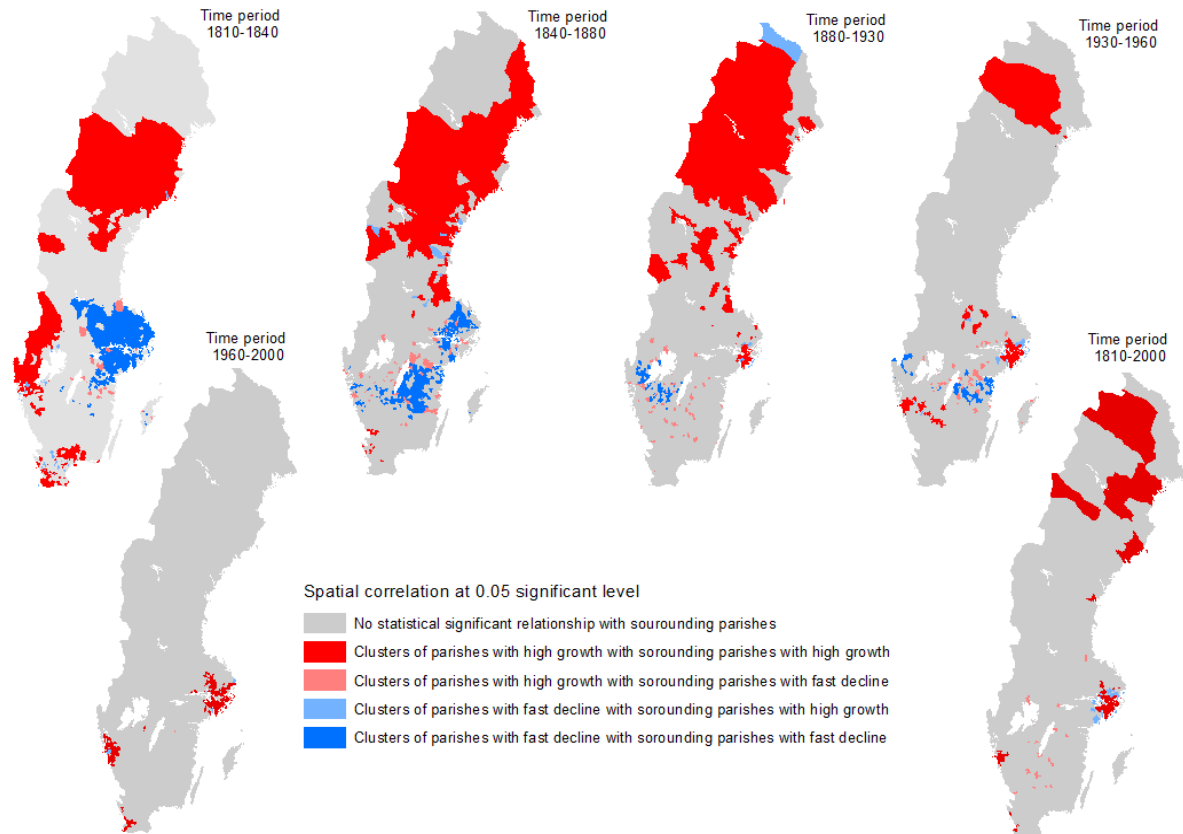 Time period
1810-1840
Time period
1840-1880
Time period
1880-1930
Time period
1930-1960
Time period
1960-2000
Time period
1810-2000
Spatial correlation at 0.05 significant level
No statistical significant relationship with sourounding parishes
Clusters of parishes with high growth with sorounding parishes with high growth
Clusters of parishes with high growth with sorounding parishes with fast decline
Clusters of parishes with fast decline with sorounding parishes with high growth
Clusters of parishes with fast decline with sorounding parishes with fast decline